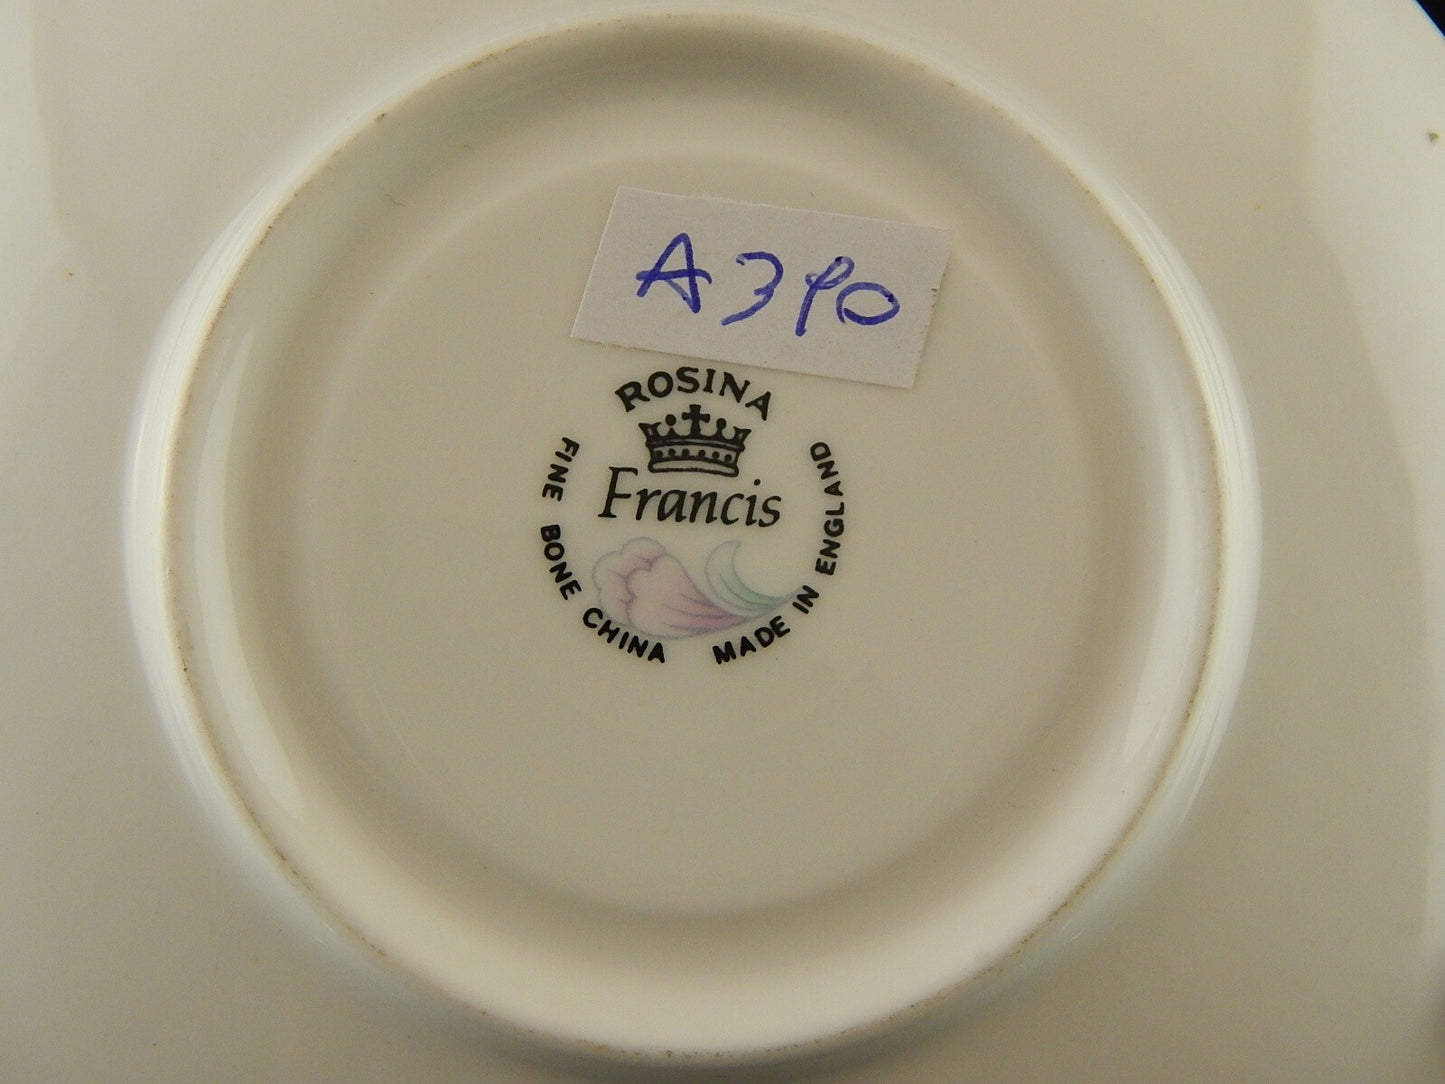 A390
ROSINA
Francis
FINE BONE CHINA MADE IN ENGLAND